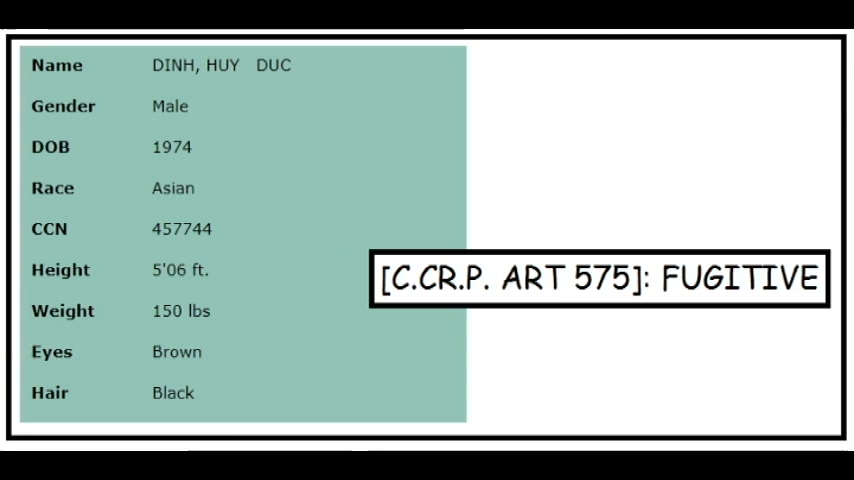 Name DINH, HUY DUC
Gender Male
DOB 1974
Race Asian
CCN 457744
Height 5'06 ft.
Weight 150 lbs
Eyes Brown
Hair Black
[C.CR.P. ART 575]: FUGITIVE